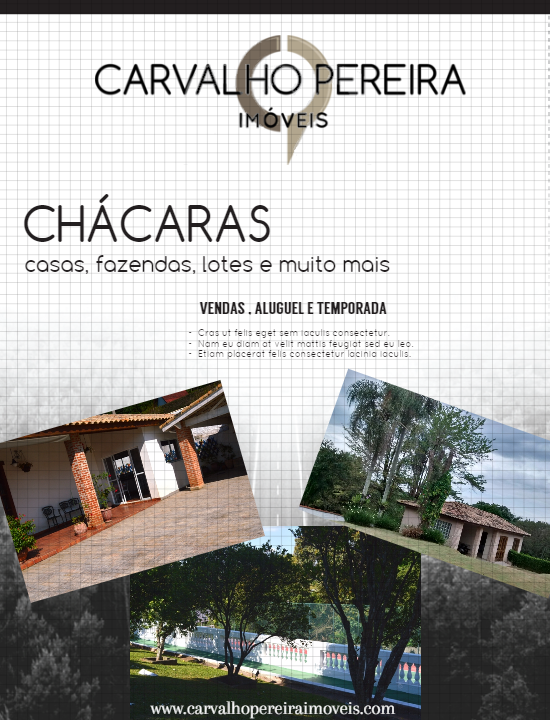 CARVALHO PEREIRA
IMÓVEIS
CHÁCARAS
casas, fazendas, lotes e muito mais
VENDAS , ALUGUEL E TEMPORADA
- Cras ut felis eget sem iaculis consectetur.
- Nam eu diam at velit mattis feugiat sed eu leo.
- Etiam placerat felis consectetur lacinia iaculis.
www.carvalhopereiraimoveis.com